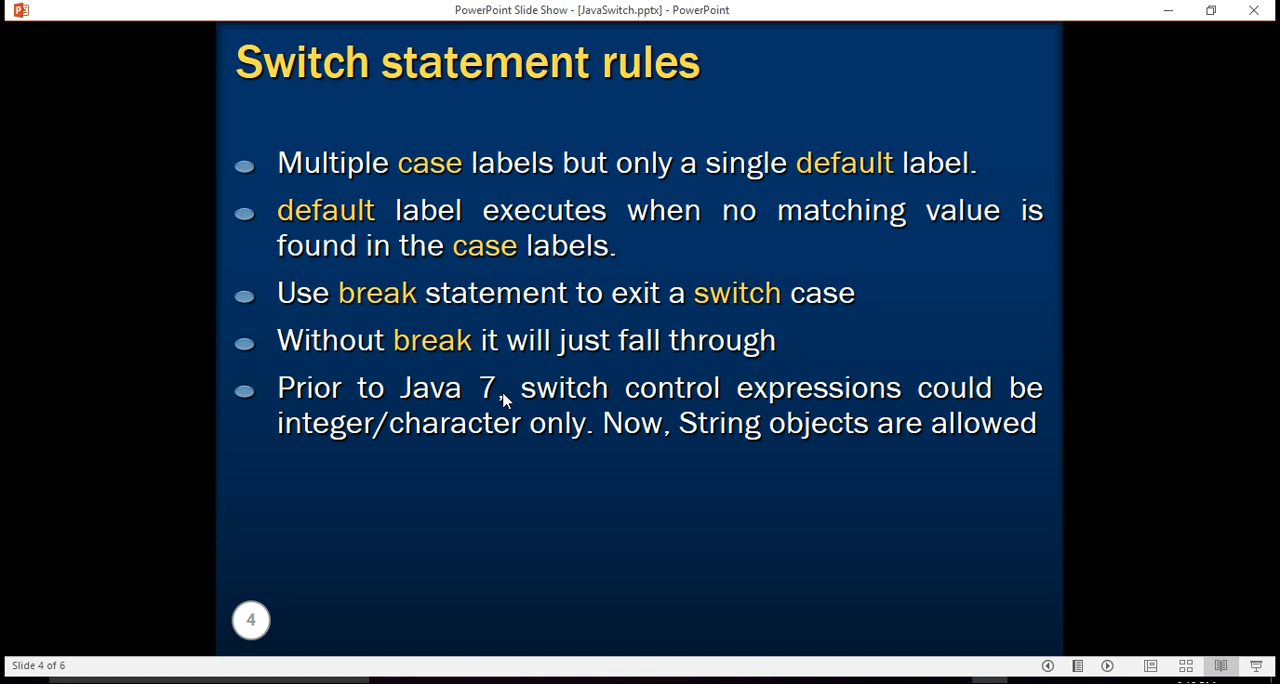 PowerPoint Slide Show - [JavaSwitch.pptx] - PowerPoint
Switch statement rules
Multiple case labels but only a single default label.
default label executes when no matching value is
found in the case labels.
Use break statement to exit a switch case
Without break it will just fall through
Prior to Java 7, switch control expressions could be
integer/character only. Now, String objects are allowed
4
Slide 4 of 6